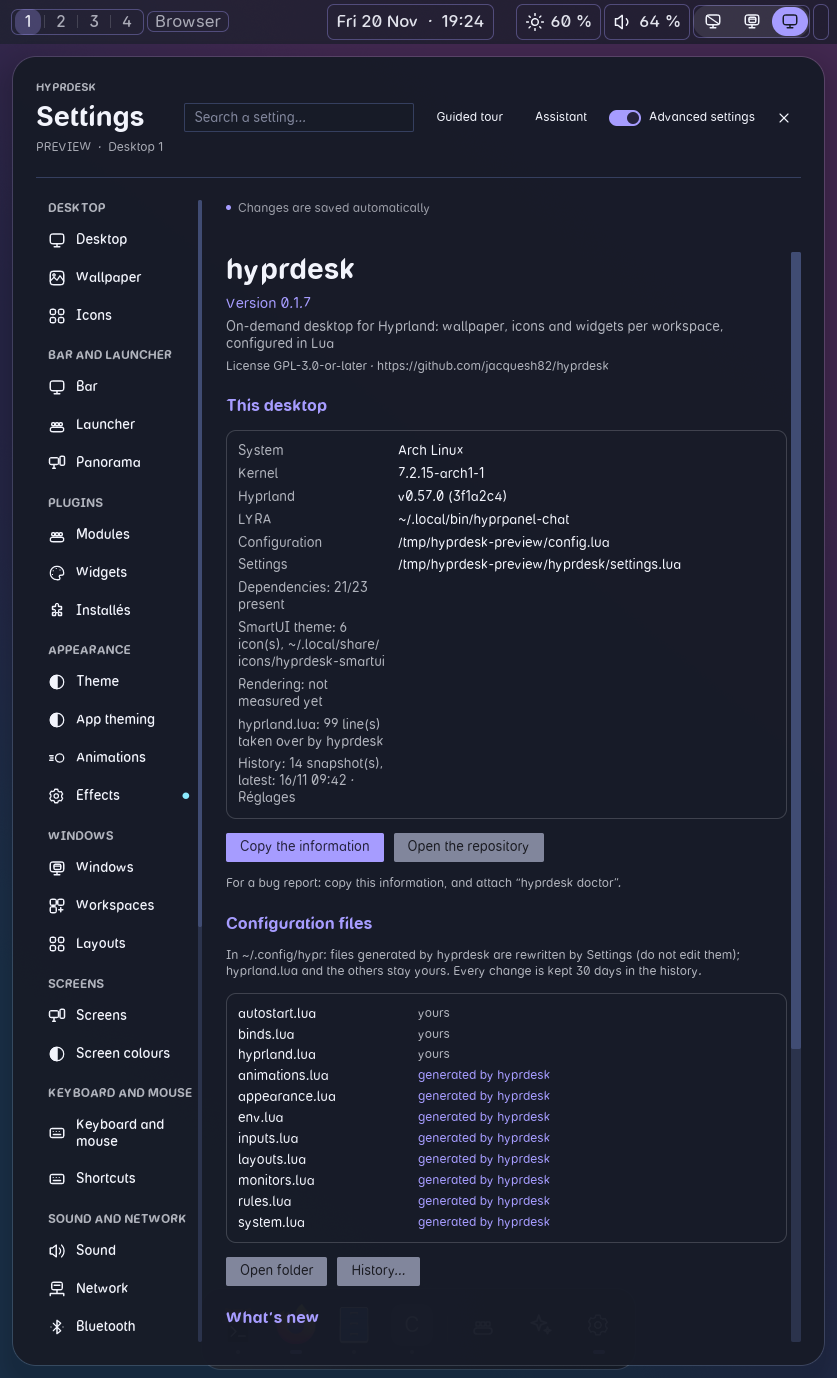 1 2 3 4 Browser Fri 20 Nov · 19:24 60 % 64 %
HYPRDESK
Settings
PREVIEW · Desktop 1
Search a setting... Guided tour Assistant Advanced settings
DESKTOP
Desktop
Wallpaper
Icons
BAR AND LAUNCHER
Bar
Launcher
Panorama
PLUGINS
Modules
Widgets
Installés
APPEARANCE
Theme
App theming
Animations
Effects
WINDOWS
Windows
Workspaces
Layouts
SCREENS
Screens
Screen colours
KEYBOARD AND MOUSE
Keyboard and
mouse
Shortcuts
SOUND AND NETWORK
Sound
Network
Bluetooth
Changes are saved automatically
hyprdesk
Version 0.1.7
On-demand desktop for Hyprland: wallpaper, icons and widgets per workspace,
configured in Lua
License GPL-3.0-or-later · https://github.com/jacquesh82/hyprdesk
This desktop
System Arch Linux
Kernel 7.2.15-arch1-1
Hyprland v0.57.0 (3f1a2c4)
LYRA ~/.local/bin/hyprpanel-chat
Configuration /tmp/hyprdesk-preview/config.lua
Settings /tmp/hyprdesk-preview/hyprdesk/settings.lua
Dependencies: 21/23
present
SmartUI theme: 6
icon(s), ~/.local/share/
icons/hyprdesk-smartui
Rendering: not
measured yet
hyprland.lua: 99 line(s)
taken over by hyprdesk
History: 14 snapshot(s),
latest: 16/11 09:42 ·
Réglages
Copy the information Open the repository
For a bug report: copy this information, and attach “hyprdesk doctor”.
Configuration files
In ~/.config/hypr: files generated by hyprdesk are rewritten by Settings (do not edit them);
hyprland.lua and the others stay yours. Every change is kept 30 days in the history.
autostart.lua yours
binds.lua yours
hyprland.lua yours
animations.lua generated by hyprdesk
appearance.lua generated by hyprdesk
env.lua generated by hyprdesk
inputs.lua generated by hyprdesk
layouts.lua generated by hyprdesk
monitors.lua generated by hyprdesk
rules.lua generated by hyprdesk
system.lua generated by hyprdesk
Open folder History...
What's new